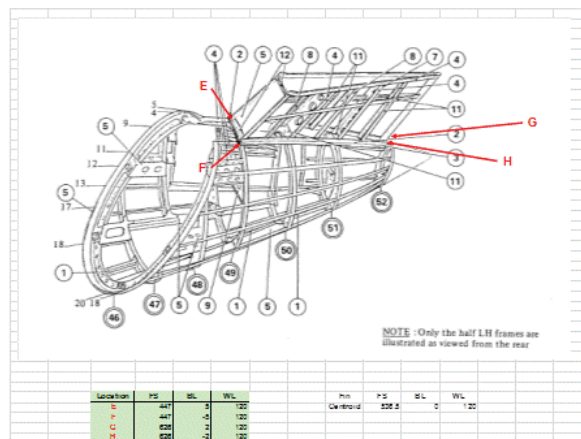 4 2 5 12 8 4 11 8 7 4
E
4
5
4
9
5
11
G
11
2
12
F
H
3
13
11
5
17
52
18
51
1
50
49
48
20 18
47
5
9
1
5
1
46
NOTE : Only the half LH frames are
illustrated as viewed from the rear
Location FS BL WL
E 447 5 120
F 447 -5 120
G 626 2 120
H 626 -2 120
Fin FS BL WL
Centroid 536.5 0 120